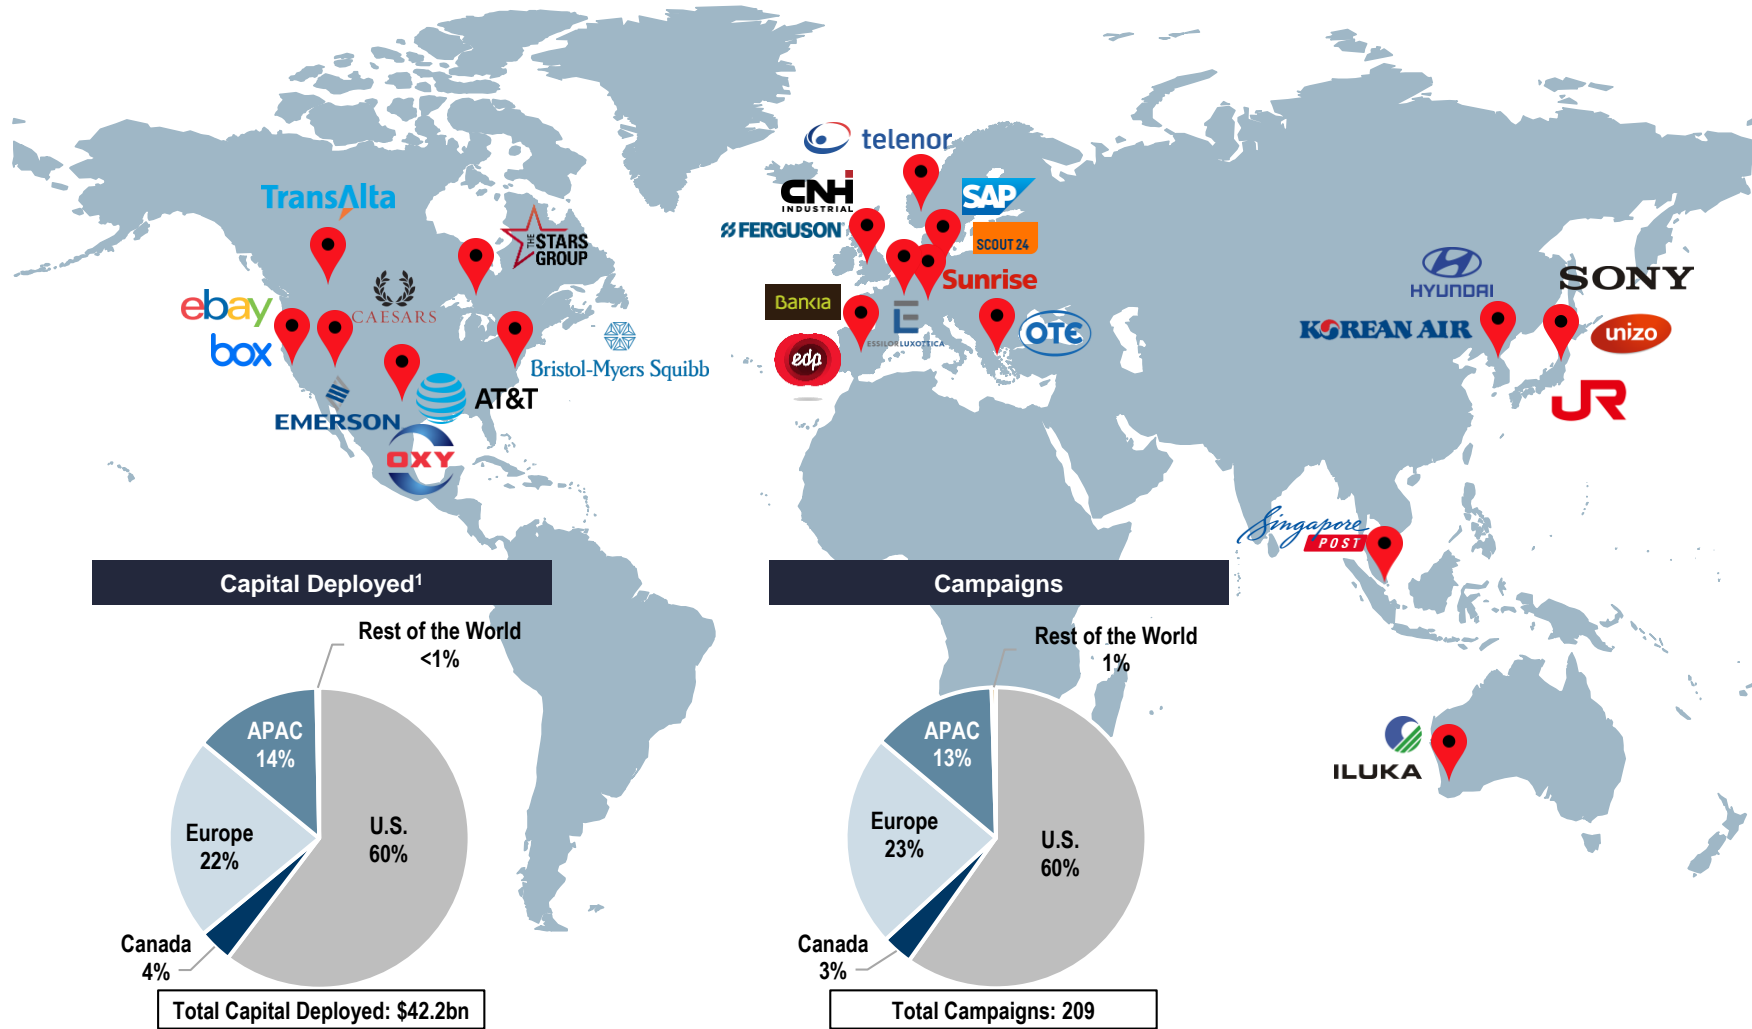 telenor
CNH
INDUSTRIAL
SAP
FERGUSON
SCOUT 24
TransAlta
THE
STARS
GROUP
Sunrise
HYUNDAI
SONY
ebay
CAESARS
Bankia
ESSILORLUXOTTICA
OTE
KOREAN AIR
unizo
box
edp
Bristol-Myers Squibb
AT&T
JR
EMERSON
OXY
Singapore
POST
ILUKA
Capital Deployed¹
Rest of the World
<1%
APAC
14%
Europe
22%
U.S.
60%
Canada
4%
Total Capital Deployed: $42.2bn
Campaigns
Rest of the World
1%
APAC
13%
Europe
23%
U.S.
60%
Canada
3%
Total Campaigns: 209